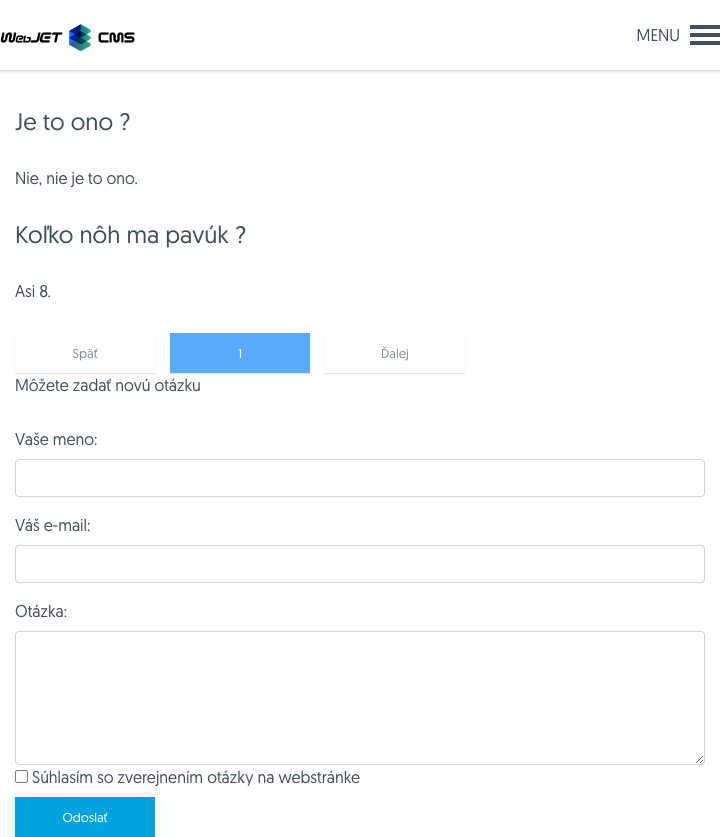 WebJET CMS
MENU
Je to ono ?
Nie, nie je to ono.
Koľko nôh ma pavúk ?
Asi 8.
Späť 1 Ďalej
Môžete zadať novú otázku
Vaše meno:
Váš e-mail:
Otázka:
Súhlasím so zverejnením otázky na webstránke
Odoslať